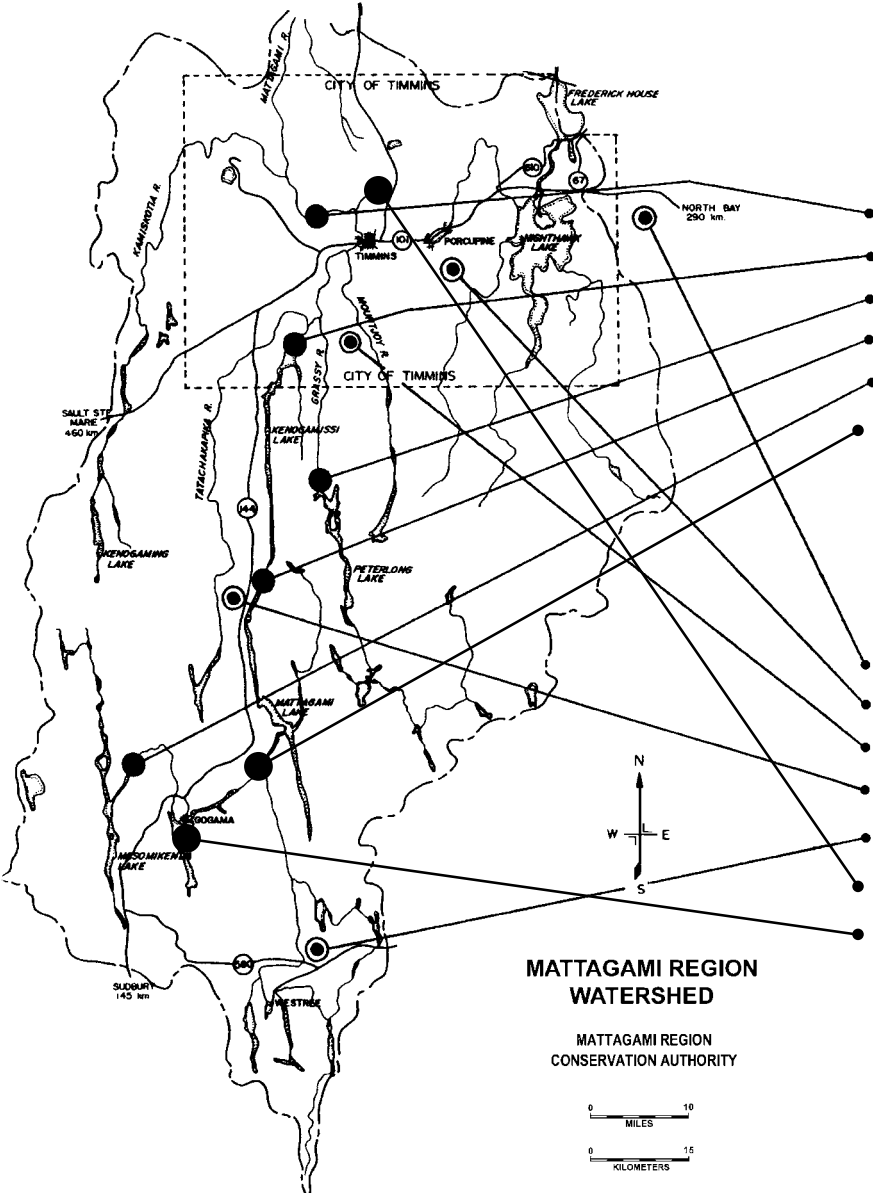 MATTAGAMI R.
CITY OF TIMMINS
FREDERICK HOUSE
LAKE
610
67
KAMISKOTIA R.
NORTH BAY
290 km.
101
TIMMINS
PORCUPINE
NIGHTHAWK
LAKE
MOUNTJOY R.
GRASSY R.
CITY OF TIMMINS
SAULT STE
MARIE
460 km
TATACHAKAPIKA R.
KENOGAMISSI
LAKE
144
KENOGAMING
LAKE
PETERLONG
LAKE
MATTAGAMI
LAKE
N
W
E
S
GOGAMA
MESOMIKENDA
LAKE
560
SUDBURY
145 km
WESTREE
MATTAGAMI REGION
WATERSHED
MATTAGAMI REGION
CONSERVATION AUTHORITY
0 10
MILES
0 15
KILOMETERS